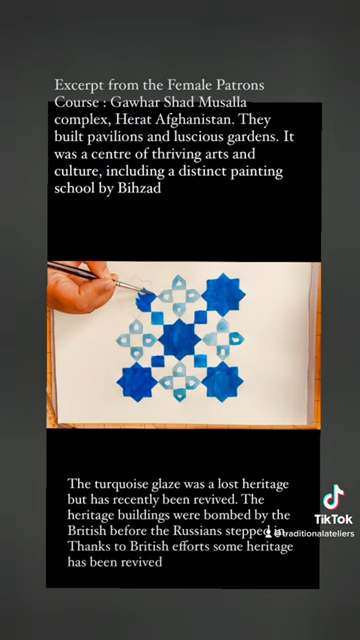 Excerpt from the Female Patrons
Course : Gawhar Shad Musalla
complex, Herat Afghanistan. They
built pavilions and luscious gardens. It
was a centre of thriving arts and
culture, including a distinct painting
school by Bihzad
The turquoise glaze was a lost heritage
but has recently been revived. The
heritage buildings were bombed by the
British before the Russians stepped in
Thanks to British efforts some heritage
has been revived
TikTok
@traditionalateliers